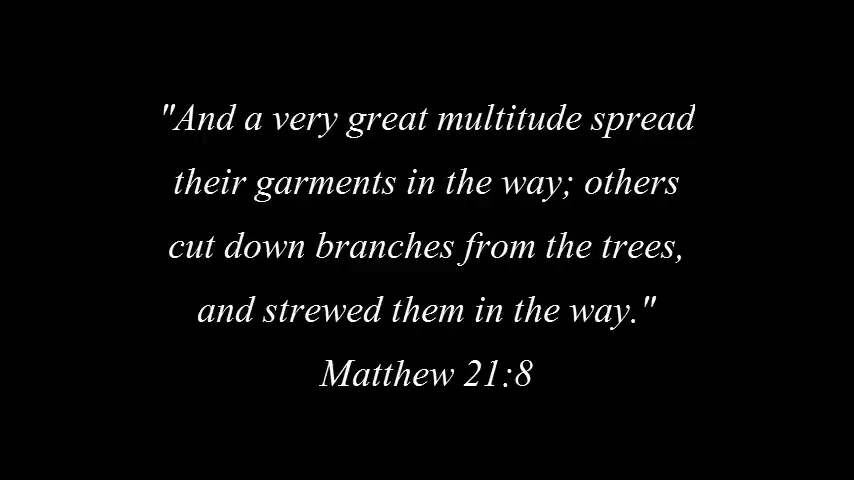 "And a very great multitude spread
their garments in the way; others
cut down branches from the trees,
and strewed them in the way."
Matthew 21:8